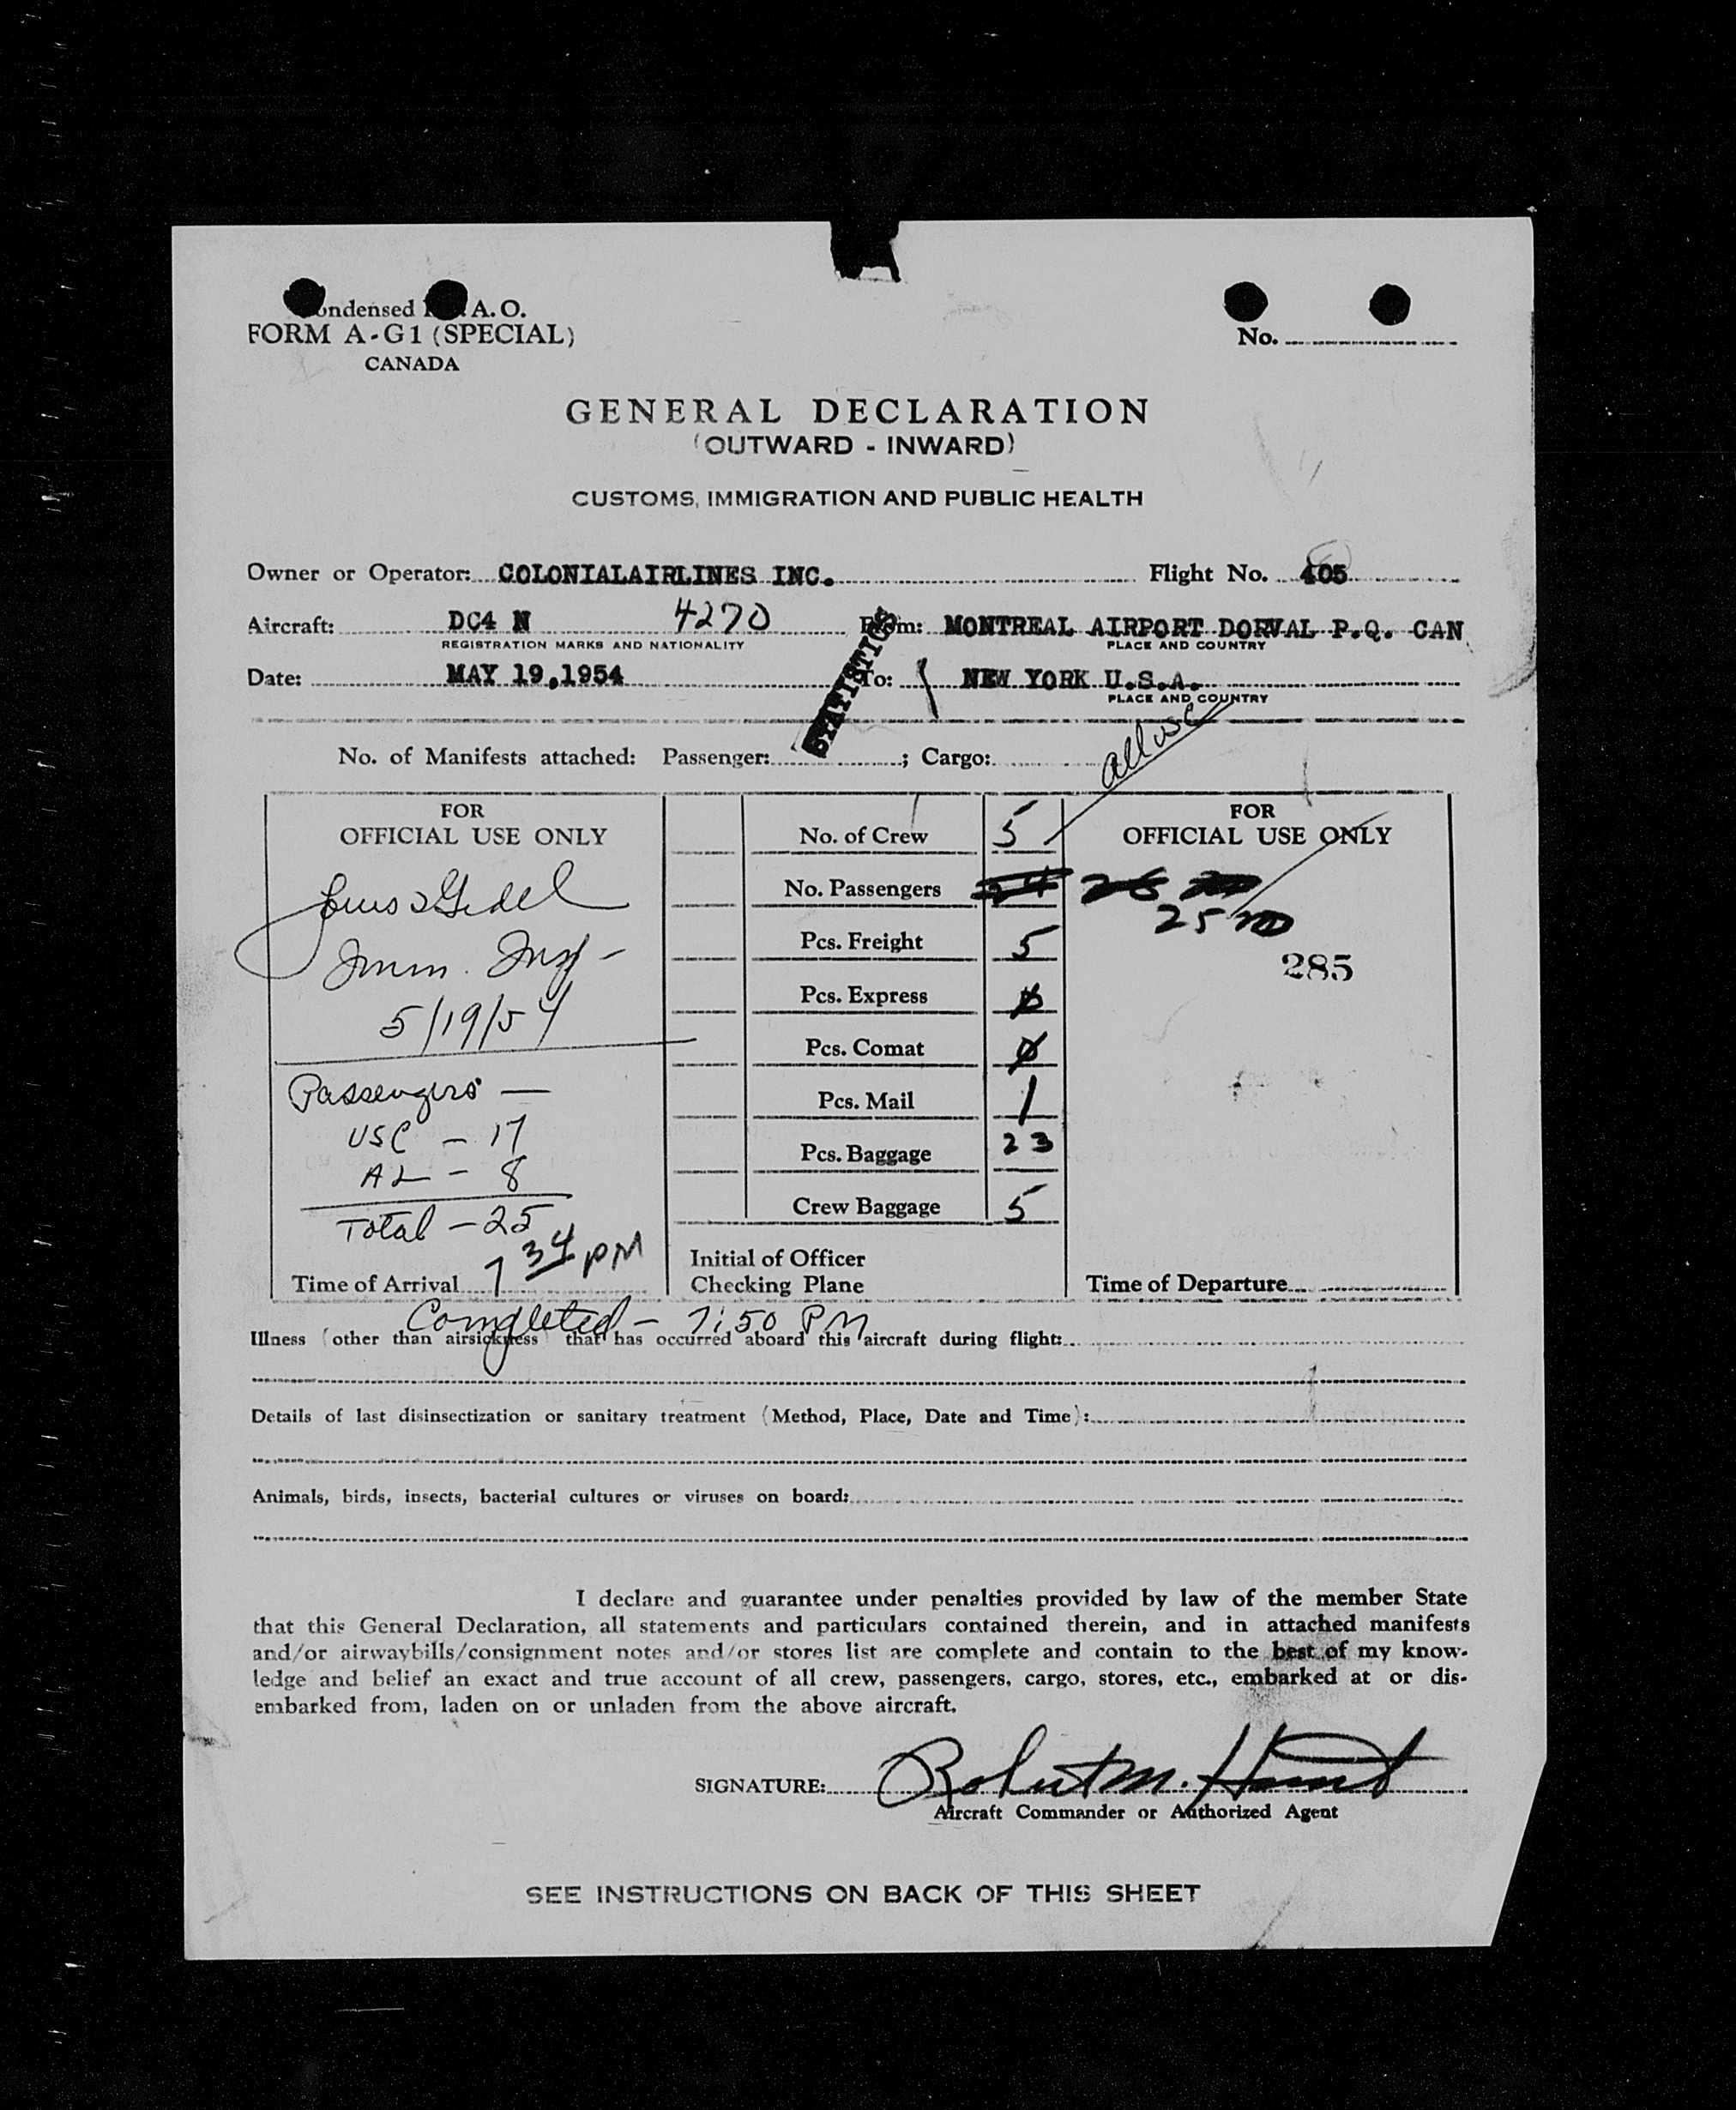 ondensed A. O.
FORM A-G1 (SPECIAL)
CANADA
No.
GENERAL DECLARATION
(OUTWARD - INWARD)
CUSTOMS, IMMIGRATION AND PUBLIC HEALTH
Owner or Operator: COLONIALAIRLINES INC. Flight No. 405
Aircraft: DC4 N 4270 From: MONTREAL AIRPORT DORVAL P.Q. CAN
REGISTRATION MARKS AND NATIONALITY PLACE AND COUNTRY
Date: MAY 19,1954 To: NEW YORK U.S.A.
PLACE AND COUNTRY
STATISTICS
No. of Manifests attached: Passenger: ; Cargo:
all usc
FOR
OFFICIAL USE ONLY
Imm. Insp
5/19/54
Passengers —
USC - 17
AL - 8
Total - 25
Time of Arrival 7 34 PM
No. of Crew 5
No. Passengers 24 26
25
Pcs. Freight 5
Pcs. Express 0
Pcs. Comat 0
Pcs. Mail 1
Pcs. Baggage 23
Crew Baggage 5
Initial of Officer
Checking Plane
FOR
OFFICIAL USE ONLY
285
Time of Departure
Completed - 7:50 PM
Illness (other than airsickness) that has occurred aboard this aircraft during flight:
Details of last disinsectization or sanitary treatment (Method, Place, Date and Time):
Animals, birds, insects, bacterial cultures or viruses on board:
I declare and guarantee under penalties provided by law of the member State
that this General Declaration, all statements and particulars contained therein, and in attached manifests
and/or airwaybills/consignment notes and/or stores list are complete and contain to the best of my know-
ledge and belief an exact and true account of all crew, passengers, cargo, stores, etc., embarked at or dis-
embarked from, laden on or unladen from the above aircraft.
SIGNATURE: Robert M. Hunt
Aircraft Commander or Authorized Agent
SEE INSTRUCTIONS ON BACK OF THIS SHEET